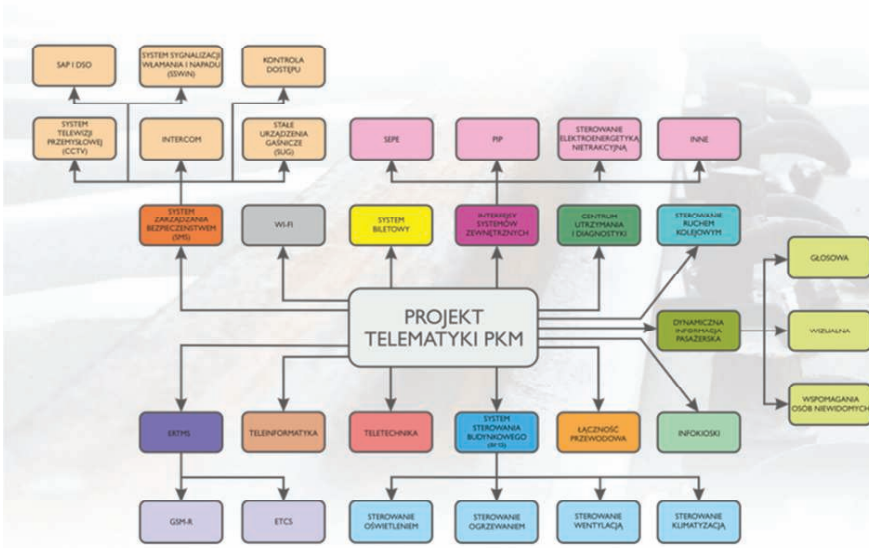 SAP I DSO
SYSTEM SYGNALIZACJI
WŁAMANIA I NAPADU
(SSWiN)
KONTROLA
DOSTĘPU
SYSTEM
TELEWIZJI
PRZEMYSŁOWEJ
(CCTV)
INTERCOM
STAŁE
URZĄDZENIA
GAŚNICZE
(SUG)
SEPE
PIP
STEROWANIE
ELEKTROENERGETYKĄ
NIETRAKCYJNĄ
INNE
SYSTEM
ZARZĄDZANIA
BEZPIECZEŃSTWEM
(SMS)
WI-FI
SYSTEM
BILETOWY
INTERFEJSY
SYSTEMÓW
ZEWNĘTRZNYCH
CENTRUM
UTRZYMANIA
I DIAGNOSTYKI
STEROWANIE
RUCHEM
KOLEJOWYM
GŁOSOWA
PROJEKT
TELEMATYKI PKM
DYNAMICZNA
INFORMACJA
PASAŻERSKA
WIZUALNA
WSPOMAGANIA
OSÓB NIEWIDOMYCH
ERTMS
TELEINFORMATYKA
TELETECHNIKA
SYSTEM
STEROWANIA
BUDYNKOWEGO
ŁĄCZNOŚĆ
PRZEWODOWA
INFOKIOSKI
GSM-R
ETCS
STEROWANIE
OŚWIETLENIEM
STEROWANIE
OGRZEWANIEM
STEROWANIE
WENTYLACJĄ
STEROWANIE
KLIMATYZACJĄ